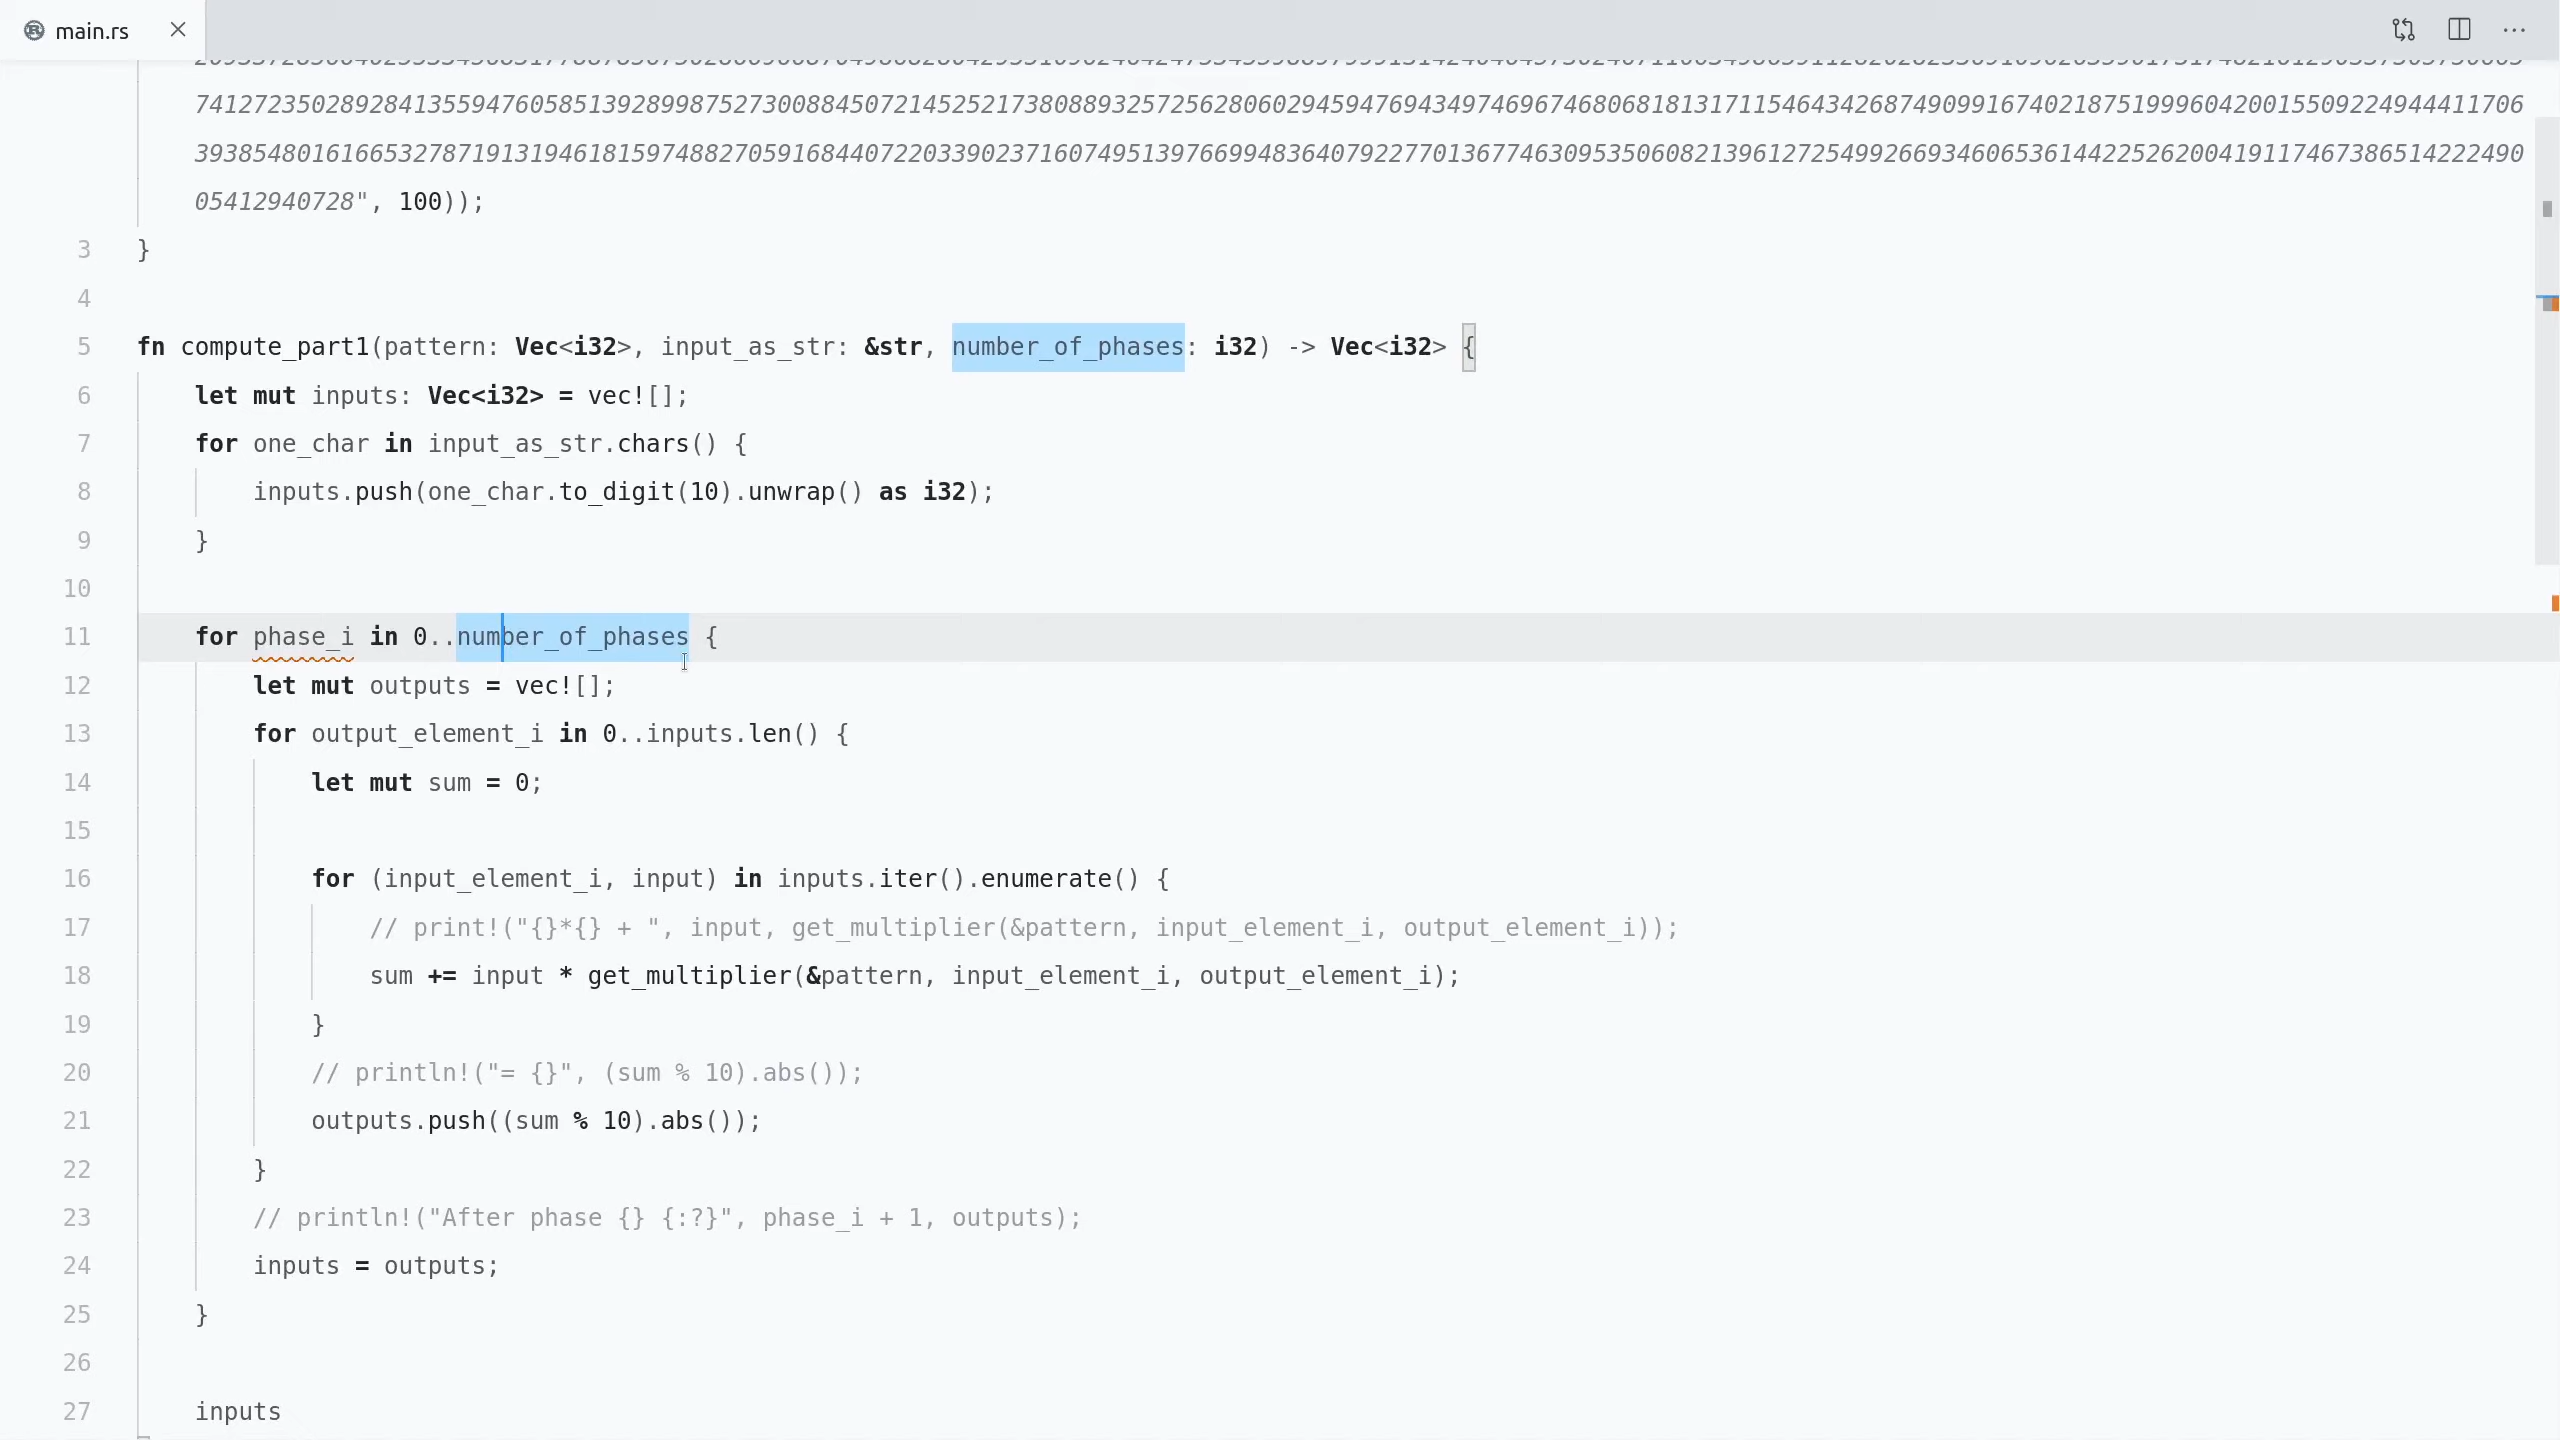 main.rs
741272350289284135594760585139289987527300884507214525217380889325725628060294594769434974696746806818131711546434268749099167402187519996042001550922494441 1706
3938548016166532787191319461815974882705916844072203390237160749513976699483640792277013677463095350608213961272549926693460653614422526200419117467386514222490
05412940728", 100));
3 }
4
5 fn compute_part1(pattern: Vec<i32>, input_as_str: &str, number_of_phases: i32) -> Vec<i32> {
6 let mut inputs: Vec<i32> = vec![];
7 for one_char in input_as_str.chars() {
8 inputs.push(one_char.to_digit(10).unwrap() as i32);
9 }
10
11 for phase_i in 0..number_of_phases {
12 let mut outputs = vec![];
13 for output_element_i in 0..inputs.len() {
14 let mut sum = 0;
15
16 for (input_element_i, input) in inputs.iter().enumerate() {
17 // print!("{}*{} + ", input, get_multiplier(&pattern, input_element_i, output_element_i));
18 sum += input * get_multiplier(&pattern, input_element_i, output_element_i);
19 }
20 // println!("= {}", (sum % 10).abs());
21 outputs.push((sum % 10).abs());
22 }
23 // println!("After phase {} {:?}", phase_i + 1, outputs);
24 inputs = outputs;
25 }
26
27 inputs